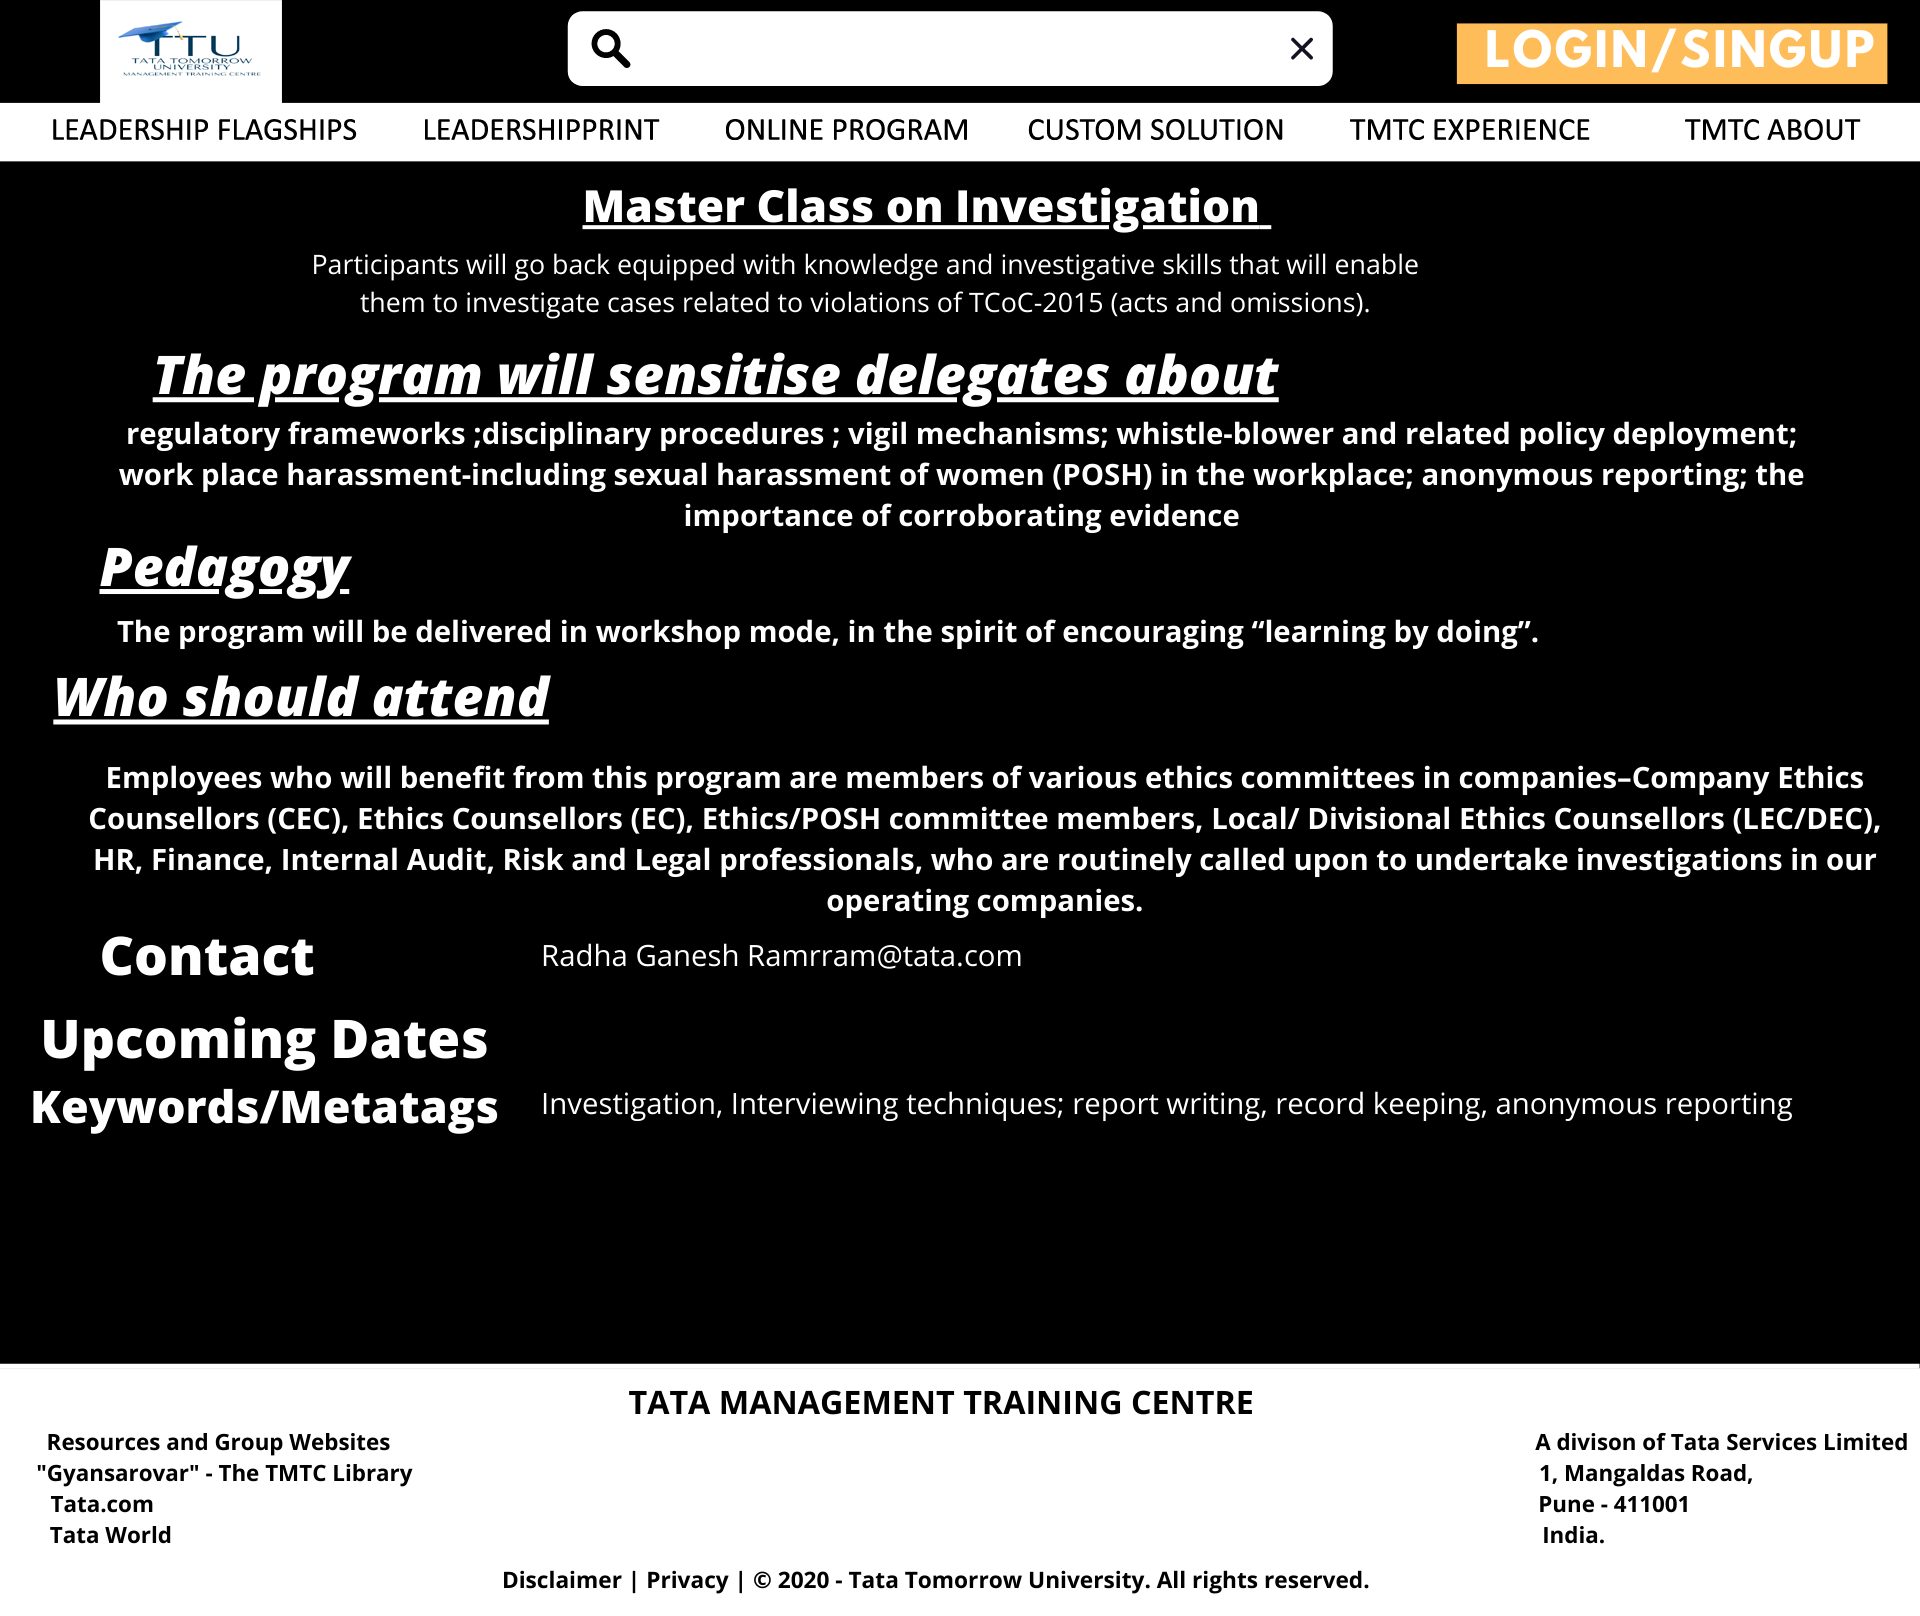 TTU
TATA TOMORROW
UNIVERSITY
MANAGEMENT TRAINING CENTRE
LOGIN/SINGUP
LEADERSHIP FLAGSHIPS LEADERSHIPPRINT ONLINE PROGRAM CUSTOM SOLUTION TMTC EXPERIENCE TMTC ABOUT
Master Class on Investigation
Participants will go back equipped with knowledge and investigative skills that will enable
them to investigate cases related to violations of TCoC-2015 (acts and omissions).
The program will sensitise delegates about
regulatory frameworks ;disciplinary procedures ; vigil mechanisms; whistle-blower and related policy deployment;
work place harassment-including sexual harassment of women (POSH) in the workplace; anonymous reporting; the
importance of corroborating evidence
Pedagogy
The program will be delivered in workshop mode, in the spirit of encouraging “learning by doing”.
Who should attend
Employees who will benefit from this program are members of various ethics committees in companies–Company Ethics
Counsellors (CEC), Ethics Counsellors (EC), Ethics/POSH committee members, Local/ Divisional Ethics Counsellors (LEC/DEC),
HR, Finance, Internal Audit, Risk and Legal professionals, who are routinely called upon to undertake investigations in our
operating companies.
Contact Radha Ganesh Ramrram@tata.com
Upcoming Dates
Keywords/Metatags Investigation, Interviewing techniques; report writing, record keeping, anonymous reporting
TATA MANAGEMENT TRAINING CENTRE
Resources and Group Websites
"Gyansarovar" - The TMTC Library
Tata.com
Tata World
A divison of Tata Services Limited
1, Mangaldas Road,
Pune - 411001
India.
Disclaimer | Privacy | © 2020 - Tata Tomorrow University. All rights reserved.